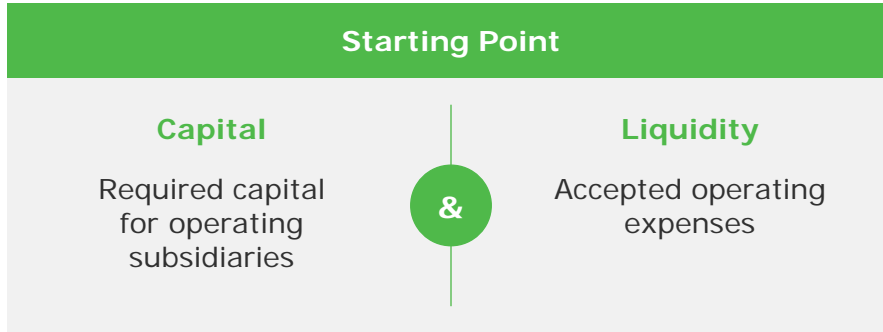 Starting Point
Capital
Required capital
for operating
subsidiaries
&
Liquidity
Accepted operating
expenses